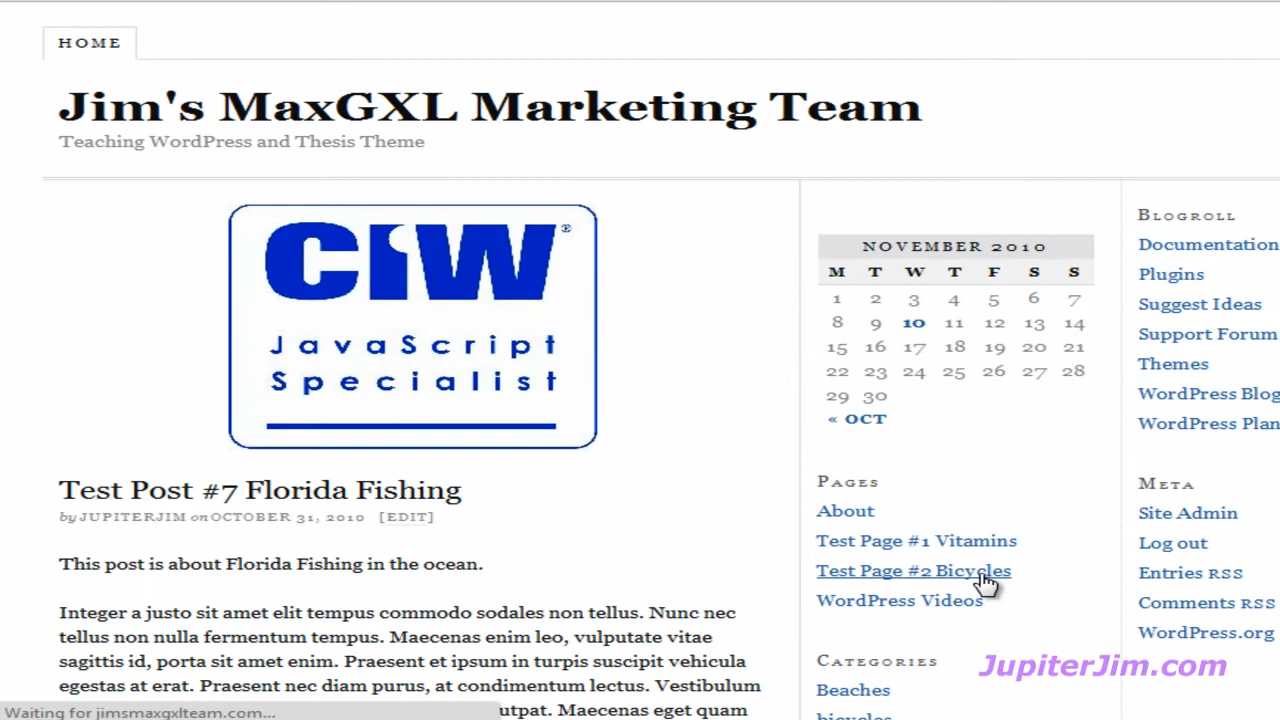 HOME
Jim's MaxGXL Marketing Team
Teaching WordPress and Thesis Theme
CIW®
JavaScript
Specialist
Test Post #7 Florida Fishing
by JUPITERJIM on OCTOBER 31, 2010 [EDIT]
This post is about Florida Fishing in the ocean.
Integer a justo sit amet elit tempus commodo sodales non tellus. Nunc nec
tellus non nulla fermentum tempus. Maecenas enim leo, vulputate vitae
sagittis id, porta sit amet enim. Praesent et ipsum in turpis suscipit vehicula
egestas at erat. Praesent nec diam purus, at condimentum lectus. Vestibulum
utpat. Maecenas eget quam
Waiting for jimsmaxgxlteam.com...
NOVEMBER 2010
M T W T F S S
1 2 3 4 5 6 7
8 9 10 11 12 13 14
15 16 17 18 19 20 21
22 23 24 25 26 27 28
29 30
« OCT
PAGES
About
Test Page #1 Vitamins
Test Page #2 Bicycles
WordPress Videos
CATEGORIES
Beaches
bicycles
BLOGROLL
Documentation
Plugins
Suggest Ideas
Support Forum
Themes
WordPress Blog
WordPress Plan
META
Site Admin
Log out
Entries RSS
Comments RSS
WordPress.org
JupiterJim.com